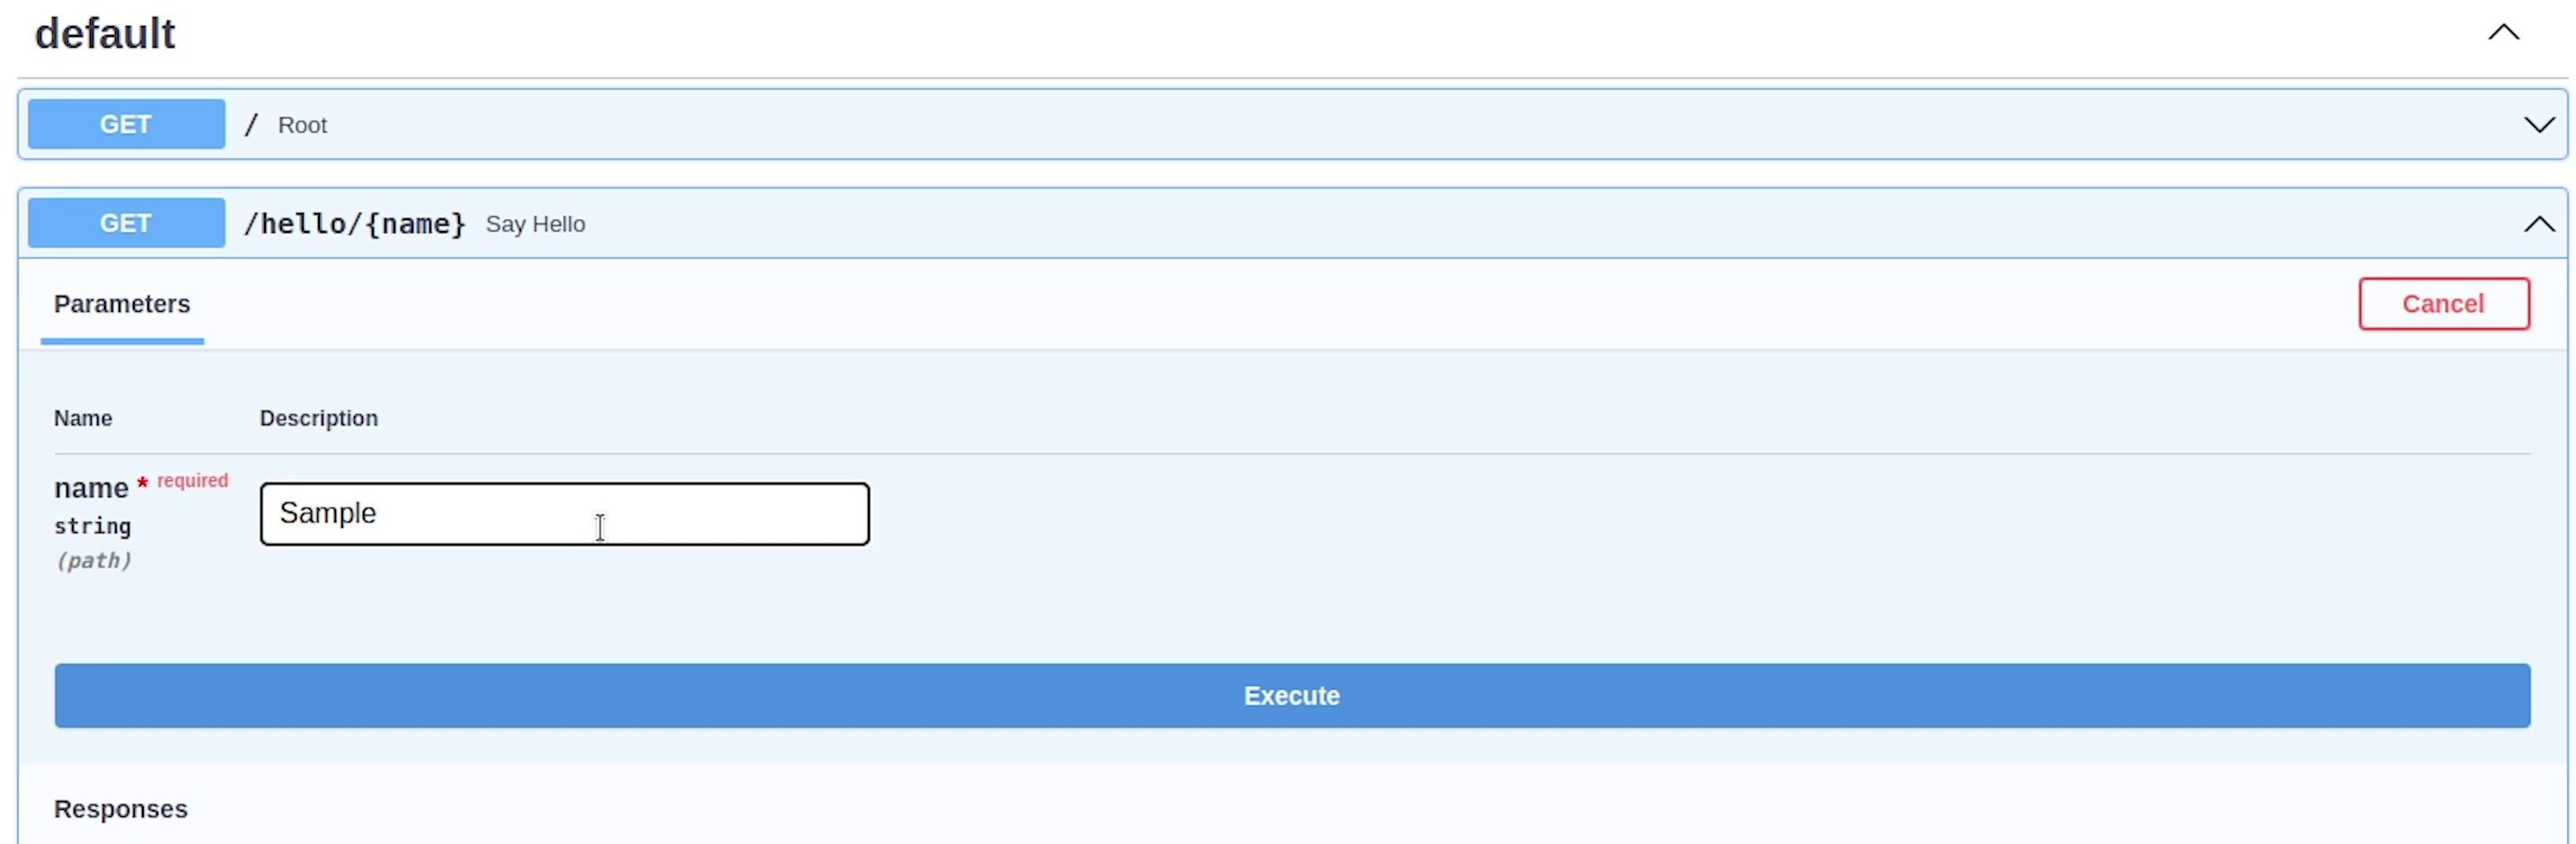 default
GET / Root
GET /hello/{name} Say Hello
Parameters Cancel
Name Description
name * required
string
(path)
Sample
Execute
Responses